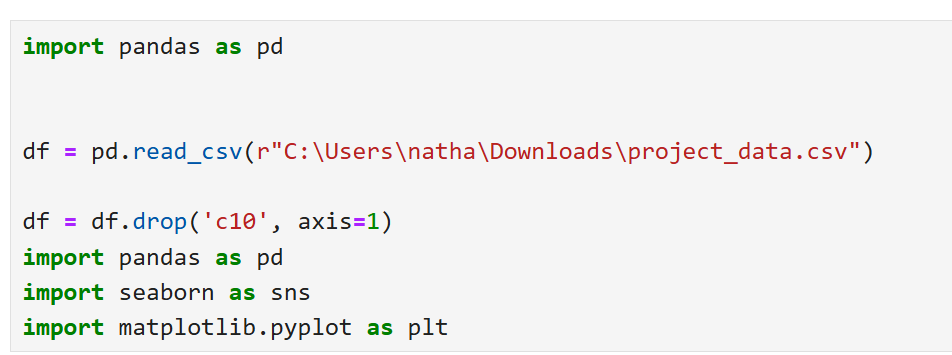 import pandas as pd
df = pd.read_csv(r"C:\Users\natha\Downloads\project_data.csv")
df = df.drop('c10', axis=1)
import pandas as pd
import seaborn as sns
import matplotlib.pyplot as plt